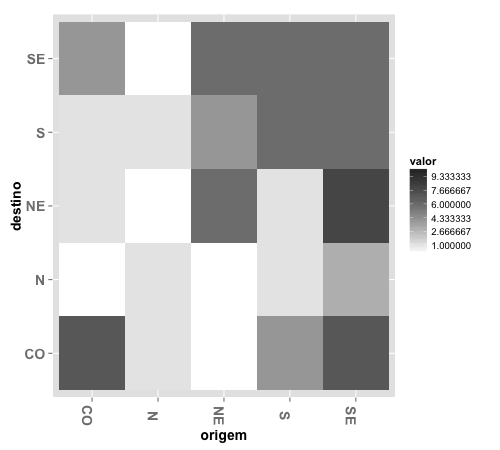 SE
S
NE
N
CO
destino
CO
N
NE
S
SE
origem
valor
9.333333
7.666667
6.000000
4.333333
2.666667
1.000000